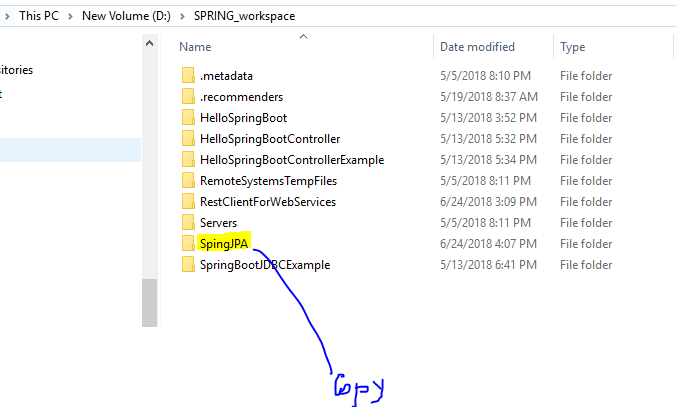 This PC > New Volume (D:) > SPRING_workspace
Name Date modified Type
sitories
t
.metadata 5/5/2018 8:10 PM File folder
.recommenders 5/19/2018 8:37 AM File folder
HelloSpringBoot 5/13/2018 3:52 PM File folder
HelloSpringBootController 5/13/2018 5:32 PM File folder
HelloSpringBootControllerExample 5/13/2018 5:34 PM File folder
RemoteSystemsTempFiles 5/5/2018 8:11 PM File folder
RestClientForWebServices 6/24/2018 3:09 PM File folder
Servers 5/5/2018 8:11 PM File folder
SpingJPA 6/24/2018 4:07 PM File folder
SpringBootJDBCExample 5/13/2018 6:41 PM File folder
Copy